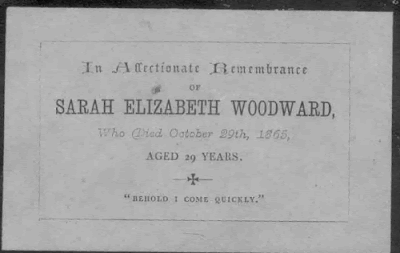 In Affectionate Remembrance
OF
SARAH ELIZABETH WOODWARD,
Who Died October 29th, 1865,
AGED 29 YEARS.
"BEHOLD I COME QUICKLY."